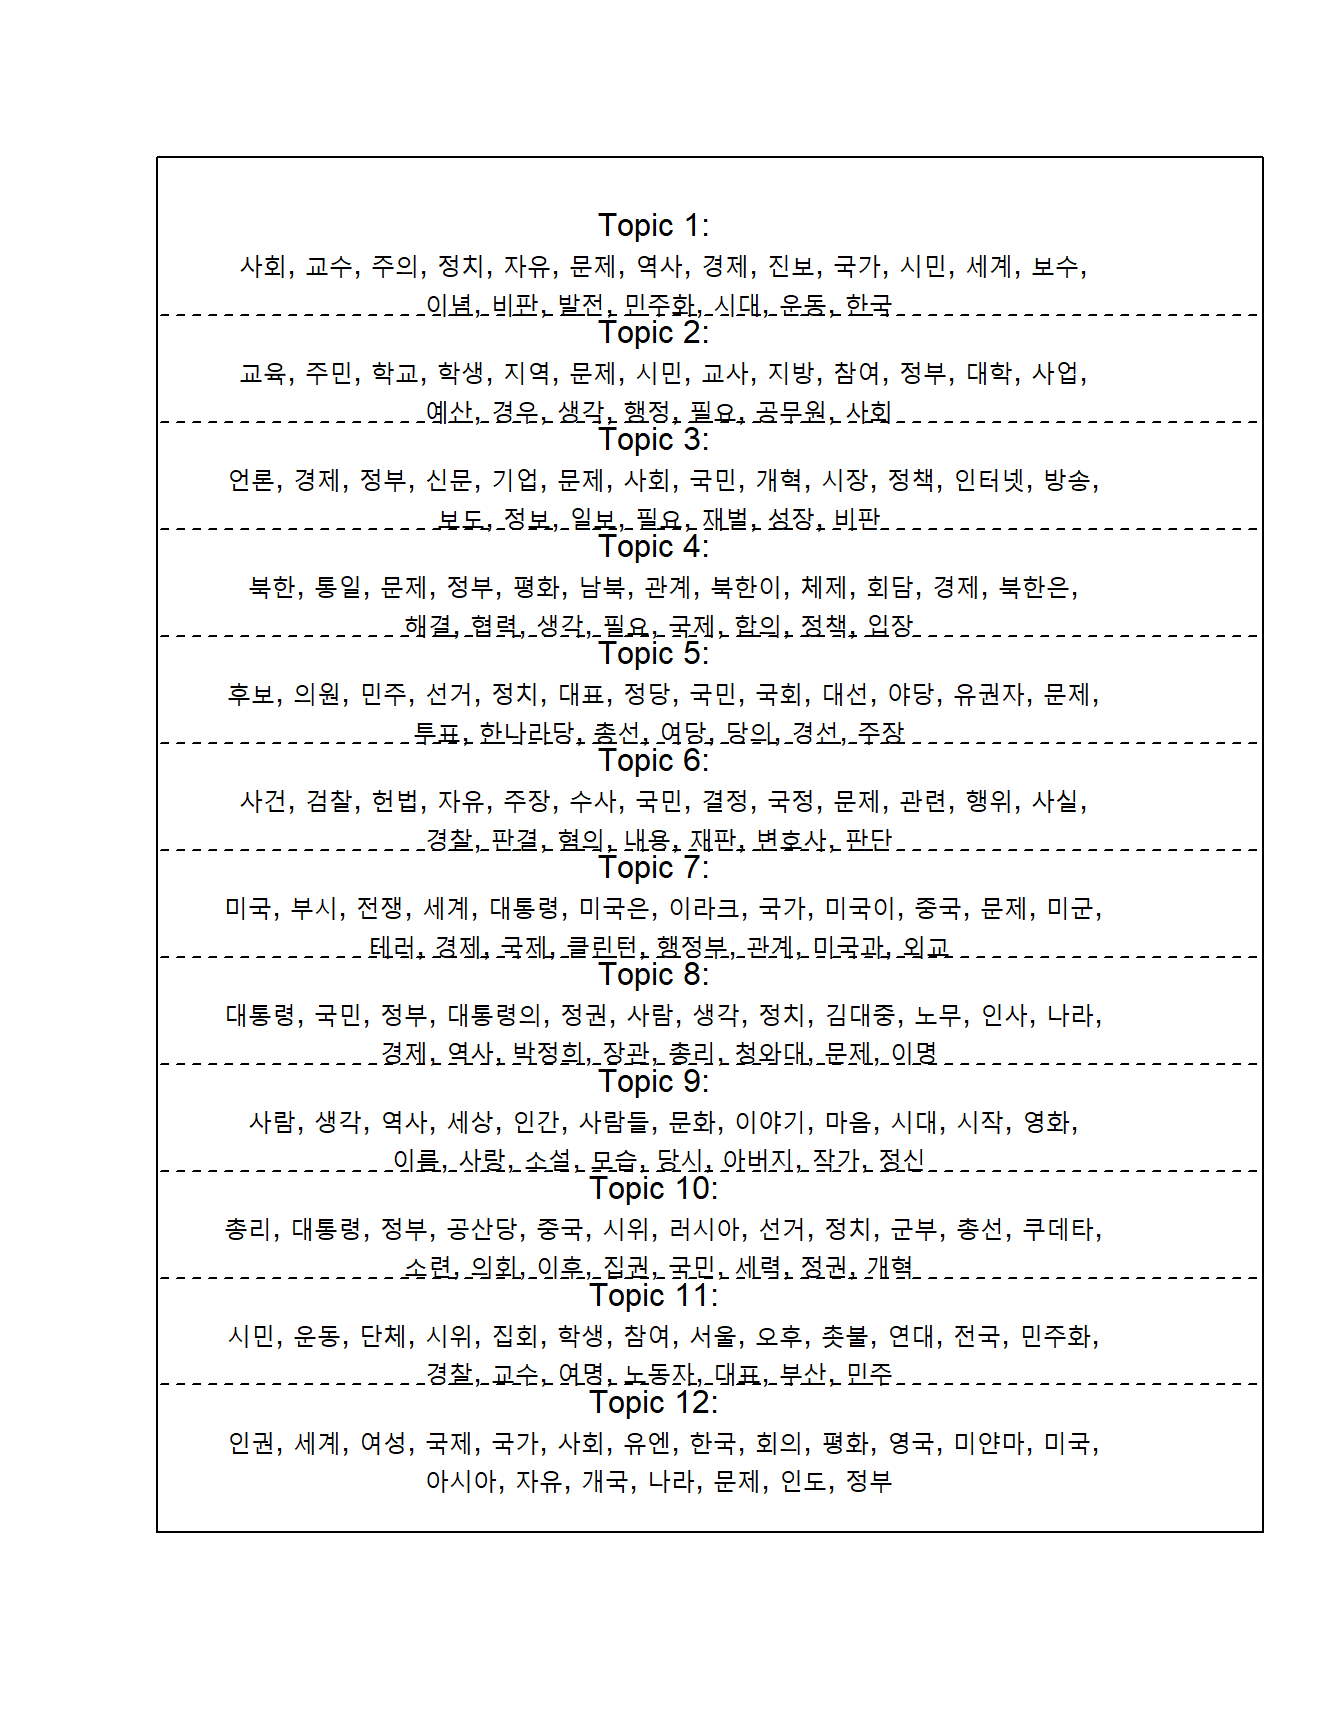 Topic 1:
사회, 교수, 주의, 정치, 자유, 문제, 역사, 경제, 진보, 국가, 시민, 세계, 보수,
이념, 비판, 발전, 민주화, 시대, 운동, 한국
Topic 2:
교육, 주민, 학교, 학생, 지역, 문제, 시민, 교사, 지방, 참여, 정부, 대학, 사업,
예산, 경우, 생각, 행정, 필요, 공무원, 사회
Topic 3:
언론, 경제, 정부, 신문, 기업, 문제, 사회, 국민, 개혁, 시장, 정책, 인터넷, 방송,
보도, 정보, 일보, 필요, 재벌, 성장, 비판
Topic 4:
북한, 통일, 문제, 정부, 평화, 남북, 관계, 북한이, 체제, 회담, 경제, 북한은,
해결, 협력, 생각, 필요, 국제, 합의, 정책, 입장
Topic 5:
후보, 의원, 민주, 선거, 정치, 대표, 정당, 국민, 국회, 대선, 야당, 유권자, 문제,
투표, 한나라당, 총선, 여당, 당의, 경선, 주장
Topic 6:
사건, 검찰, 헌법, 자유, 주장, 수사, 국민, 결정, 국정, 문제, 관련, 행위, 사실,
경찰, 판결, 혐의, 내용, 재판, 변호사, 판단
Topic 7:
미국, 부시, 전쟁, 세계, 대통령, 미국은, 이라크, 국가, 미국이, 중국, 문제, 미군,
테러, 경제, 국제, 클린턴, 행정부, 관계, 미국과, 외교
Topic 8:
대통령, 국민, 정부, 대통령의, 정권, 사람, 생각, 정치, 김대중, 노무, 인사, 나라,
경제, 역사, 박정희, 장관, 총리, 청와대, 문제, 이명
Topic 9:
사람, 생각, 역사, 세상, 인간, 사람들, 문화, 이야기, 마음, 시대, 시작, 영화,
이름, 사랑, 소설, 모습, 당시, 아버지, 작가, 정신
Topic 10:
총리, 대통령, 정부, 공산당, 중국, 시위, 러시아, 선거, 정치, 군부, 총선, 쿠데타,
소련, 의회, 이후, 집권, 국민, 세력, 정권, 개혁
Topic 11:
시민, 운동, 단체, 시위, 집회, 학생, 참여, 서울, 오후, 촛불, 연대, 전국, 민주화,
경찰, 교수, 여명, 노동자, 대표, 부산, 민주
Topic 12:
인권, 세계, 여성, 국제, 국가, 사회, 유엔, 한국, 회의, 평화, 영국, 미얀마, 미국,
아시아, 자유, 개국, 나라, 문제, 인도, 정부